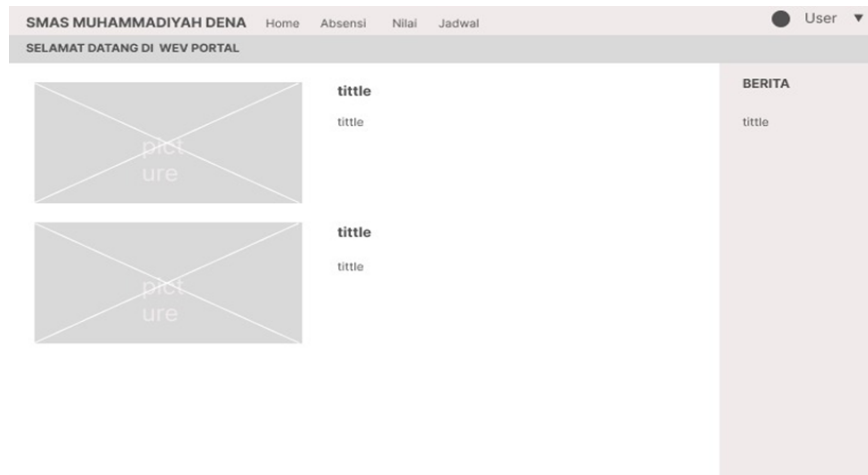 SMAS MUHAMMADIYAH DENA Home Absensi Nilai Jadwal User ▼
SELAMAT DATANG DI WEV PORTAL
pict
ure
tittle
tittle
pict
ure
tittle
tittle
BERITA
tittle